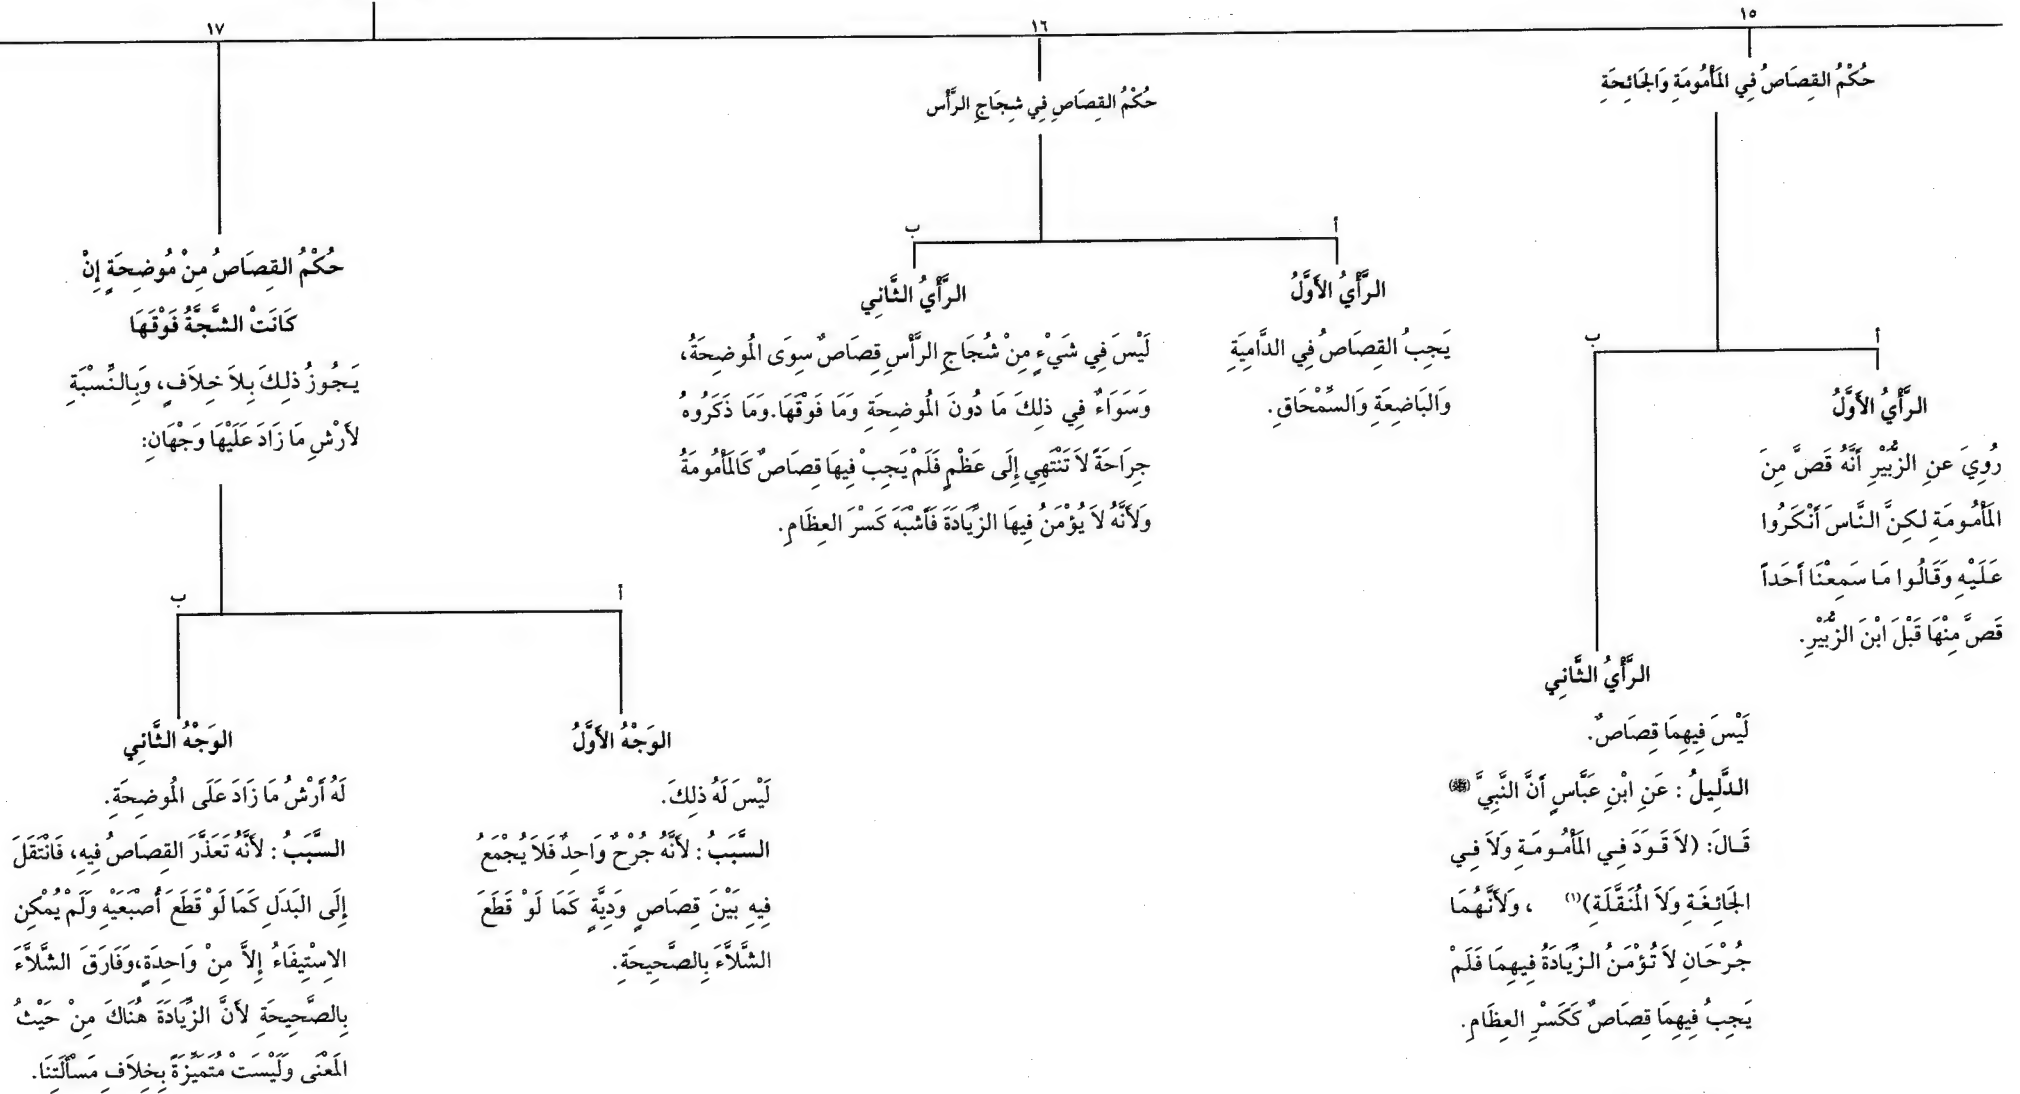 ١٥
حُكْمُ القِصَاصُ فِي المَأْمُومَةِ وَالجَائِحَةِ
أ
الرَّأْيُ الأَوَّلُ
رُوِيَ عنِ الزُّبَيْرِ أَنَّهُ قَصَّ مِنَ
المَأْمُومَةِ لكِنَّ النَّاسَ أَنْكَرُوا
عَلَيْهِ وَقَالُوا مَا سَمِعْنَا أَحَداً
قَصَّ مِنْهَا قَبْلَ ابْنَ الزُّبَيْرِ.
ب
الرَّأْيُ الثَّانِي
لَيْسَ فِيهِمَا قِصَاصٌ.
الدَّلِيلُ : عَنِ ابْنِ عَبَّاسٍ أَنَّ النَّبِيَّ (ﷺ)
قَالَ: (لاَ قَوَدَ فِي المَأْمُومَةِ وَلاَ فِي
الجَائِغَةِ وَلاَ المُنَقَّلَةِ)(١) ، وَلأَنَّهُمَا
جُرْحَانِ لاَ تُؤْمَنُ الزِّيَادَةُ فِيهِمَا فَلَمْ
يَجِبُ فِيهِمَا قِصَاصٌ كَكَسْرِ العِظَامِ.
١٦
حُكْمُ القِصَاصِ فِي شِجَاجِ الرَّأْس
أ
الرَّأْيُ الأَوَّلُ
يَجِبُ القِصَاصُ فِي الدَّامِيَةِ
وَالبَاضِعَةِ وَالسِّمْحَاقِ.
ب
الرَّأْيُ الثَّانِي
لَيْسَ فِي شَيْءٍ مِنْ شُجَاجِ الرَّأْسِ قِصَاصٌ سِوَى المُوضِحَةُ،
وَسَوَاءٌ فِي ذلِكَ مَا دُونَ المُوضِحَةِ وَمَا فَوْقَهَا.وَمَا ذَكَرُوهُ
جِرَاحَةً لاَ تَنْتَهِي إِلَى عَظْمٍ فَلَمْ يَجِبْ فِيهَا قِصَاصٌ كَالمَأْمُومَةُ
وَلأَنَّهُ لاَ يُؤْمَنُ فِيهَا الزِّيَادَةَ فَأَشْبَهَ كَسْرَ العِظَامِ.
١٧
حُكْمُ القِصَاصُ مِنْ مُوضِحَةٍ إِنْ
كَانَتْ الشَّجَّةُ فَوْقَهَا
يَجُوزُ ذلِكَ بِلاَ خِلاَفٍ، وَبِالنِّسْبَةِ
لأَرْشِ مَا زَادَ عَلَيْهَا وَجْهَانِ:
أ
الوَجْهُ الأَوَّلُ
لَيْسَ لَهُ ذلِكَ.
السَّبَبُ : لأَنَّهُ جُرْحٌ وَاحِدٌ فَلاَ يُجْمَعُ
فِيهِ بَيْنَ قِصَاصٍ وَدِيَّةٍ كَمَا لَوْ قَطَعَ
الشَّلاَّءَ بِالصَّحِيحَةِ.
ب
الوَجْهُ الثَّانِي
لَهُ أَرْشُ مَا زَادَ عَلَى المُوضِحَةِ.
السَّبَبُ : لأَنَّهُ تَعَذَّرَ القِصَاصُ فِيهِ، فَانْتَقَلَ
إِلَى البَدَلِ كَمَا لَوْ قَطَعَ أُصْبَعَيْهِ وَلَمْ يُمْكِنِ
الاِسْتِيفَاءُ إِلاَّ مِنْ وَاحِدَةٍ،وَفَارَقَ الشَّلاَّءَ
بِالصَّحِيحَةِ لأَنَّ الزِّيَادَةَ هُنَاكَ مِنْ حَيْثُ
المَعْنَى وَلَيْسَتْ مُتَمَيِّزَةً بِخِلاَفِ مَسْأَلَتِنَا.